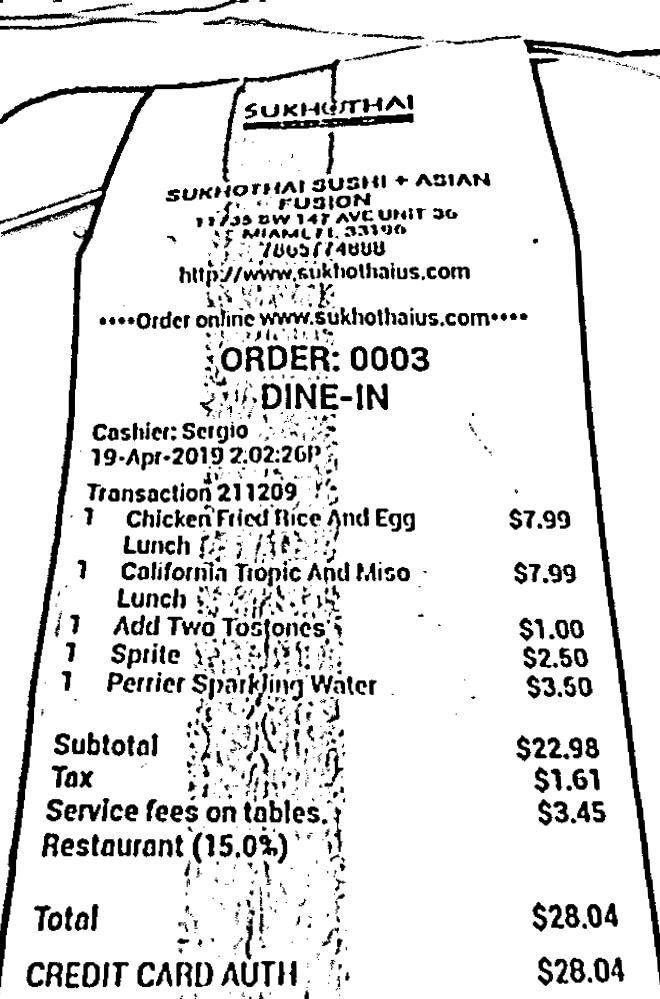 SUKHOTHAI
SUKHOTHAI SUSHI + ASIAN
FUSION
SW 147 AVE UNIT
MIAMI, FL 33196
http://www.sukhothaius.com
••••Order online www.sukhothaius.com••••
ORDER: 0003
DINE-IN
Cashier: Sergio
19-Apr-2019 2:02:26P
Transaction 211209
1 Chicken Fried Rice And Egg $7.99
Lunch
1 California Tropic And Miso $7.99
Lunch
1 Add Two Tostones $1.00
1 Sprite $2.50
1 Perrier Sparkling Water $3.50
Subtotal $22.98
Tax $1.61
Service fees on tables. $3.45
Restaurant (15.0%)
Total $28.04
CREDIT CARD AUTH $28.04